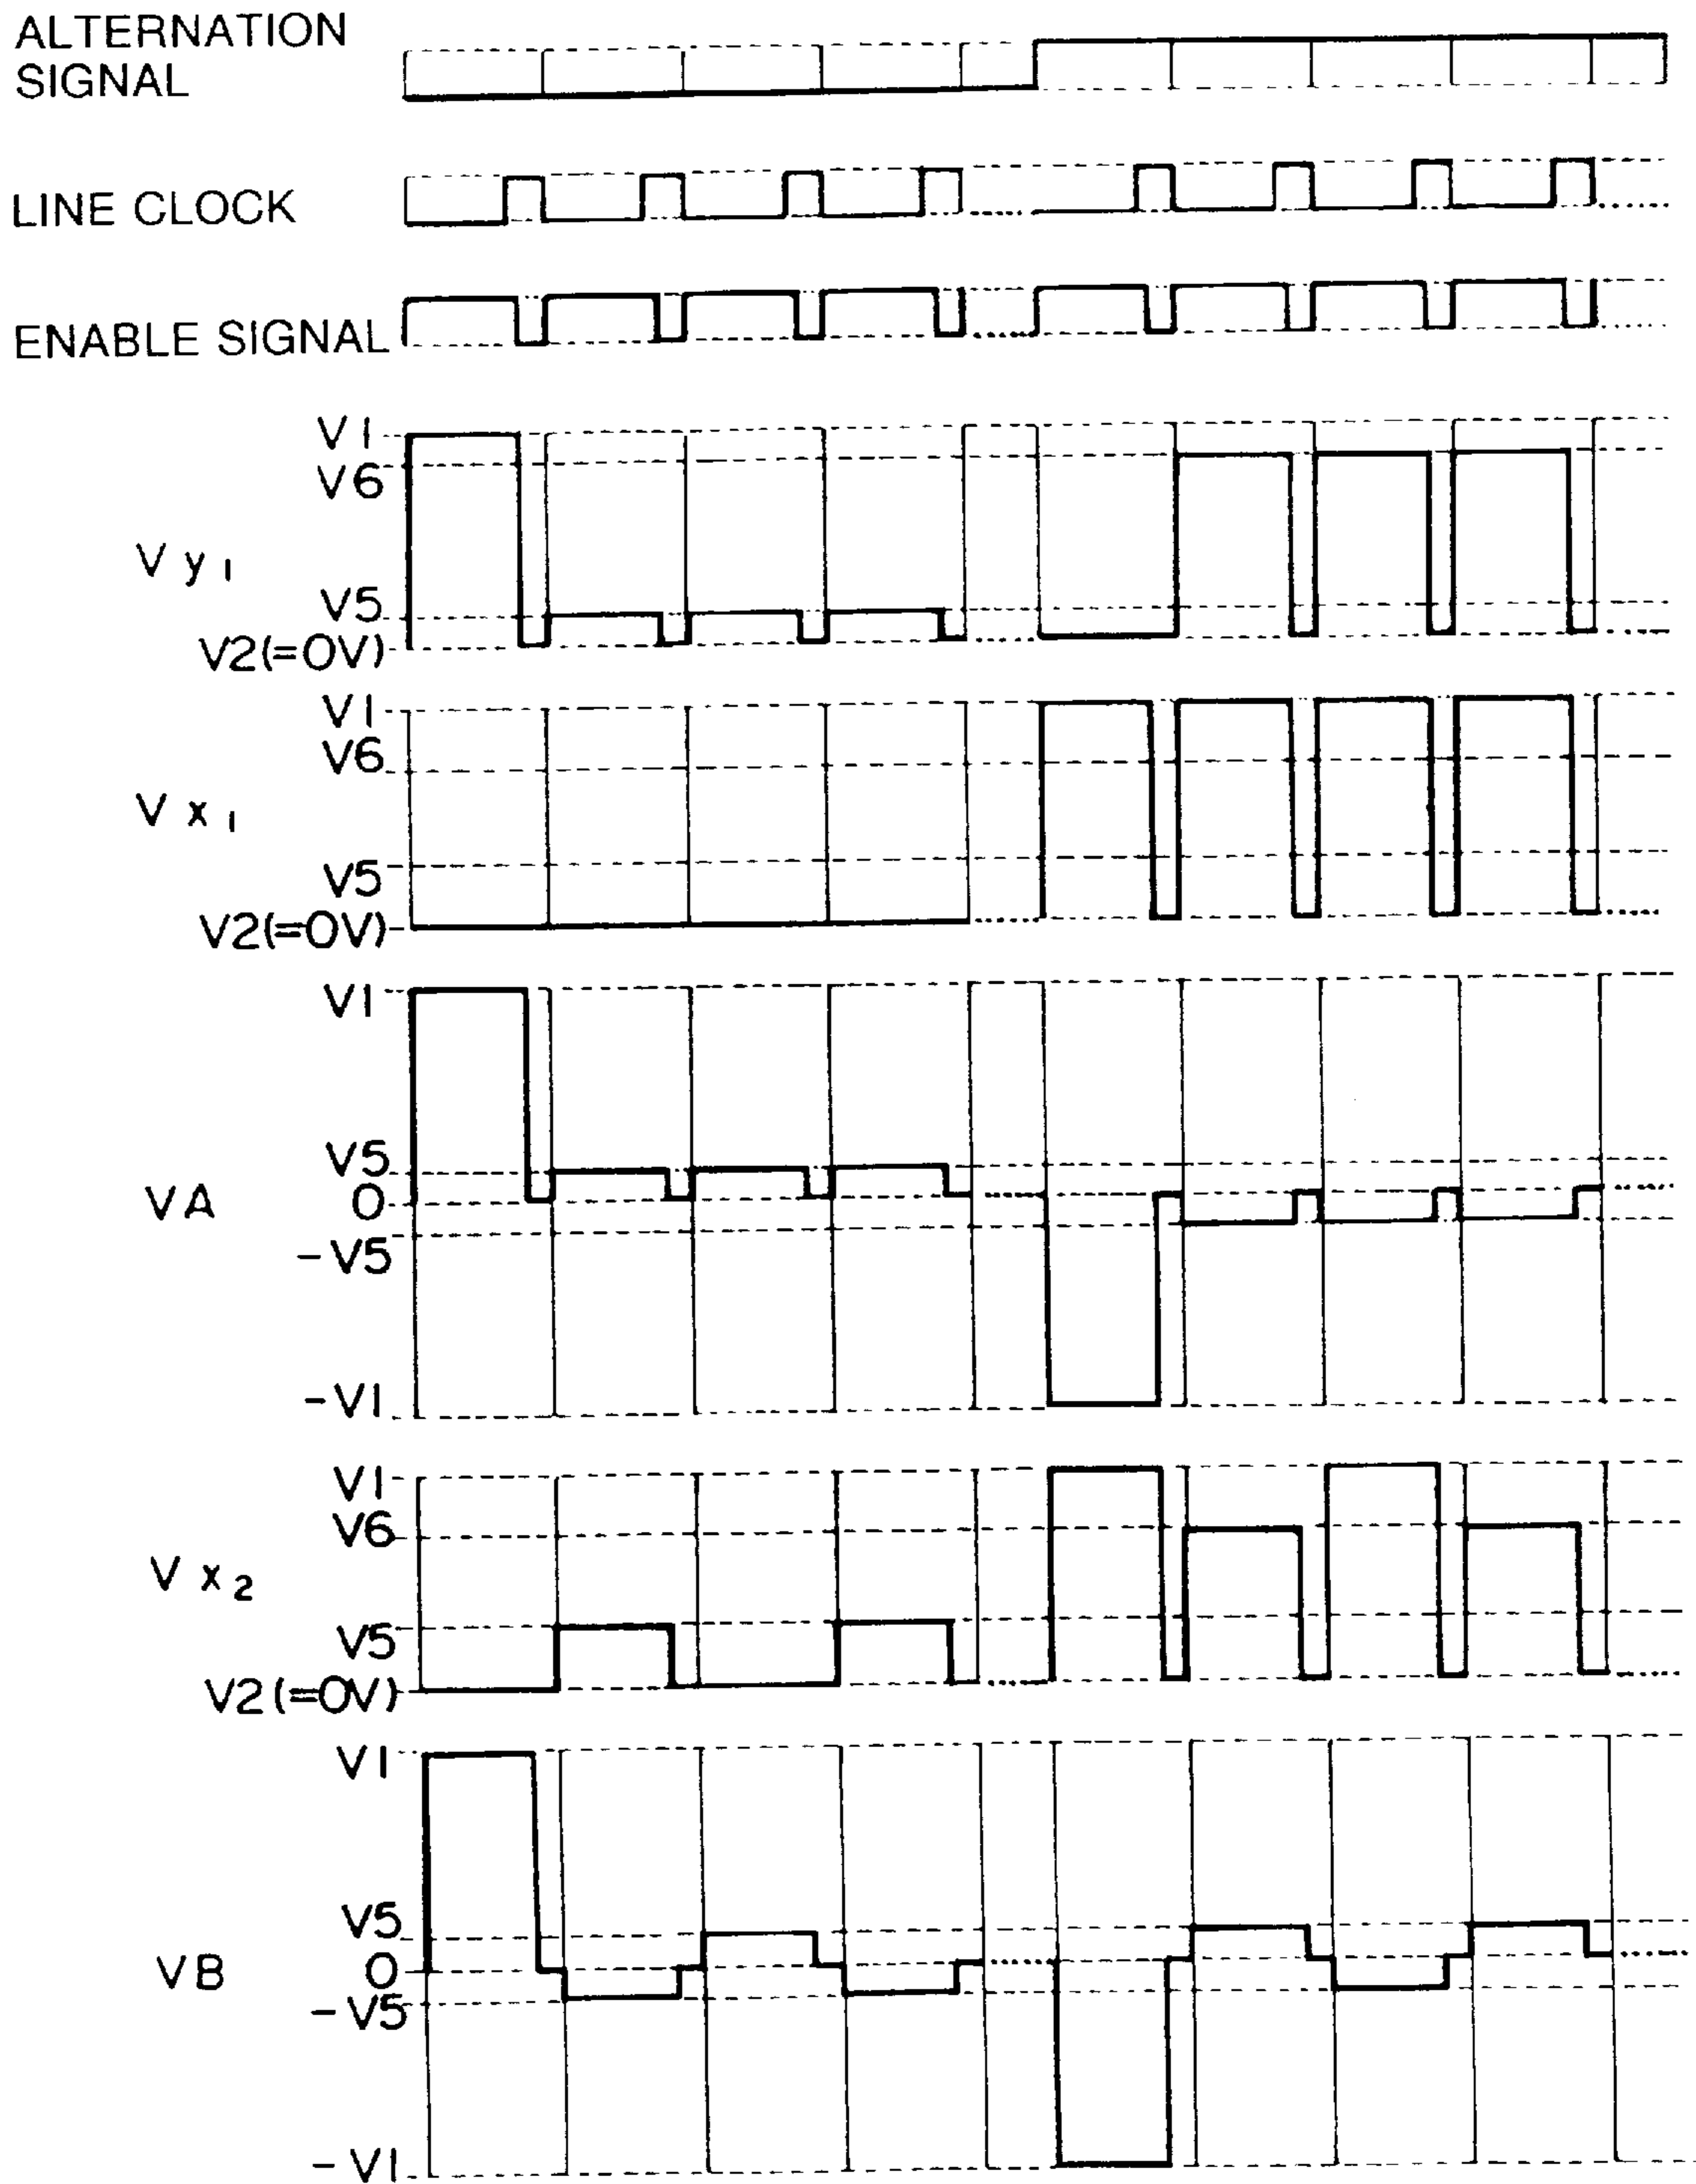 ALTERNATION
SIGNAL
LINE CLOCK
ENABLE SIGNAL
V1
V6
Vy1
V5
V2(=0V)
V1
V6
Vx1
V5
V2(=0V)
V1
V5
VA
0
-V5
-V1
V1
V6
Vx2
V5
V2(=0V)
V1
V5
VB
0
-V5
-V1